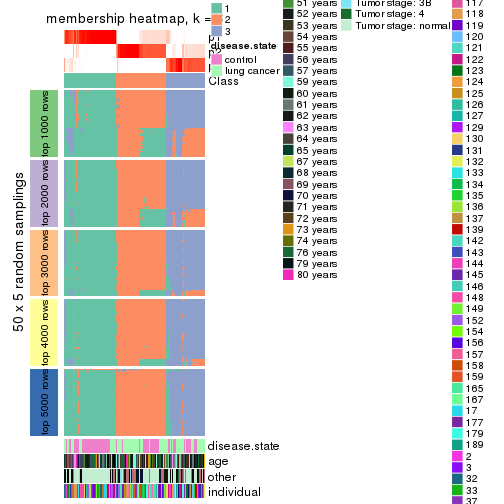 membership heatmap, k =
1
2
3
disease.state
control
lung cancer
Class
50 x 5 random samplings
top 1000 rows
top 2000 rows
top 3000 rows
top 4000 rows
top 5000 rows
disease.state
age
other
individual
51 years
52 years
53 years
54 years
55 years
56 years
57 years
59 years
60 years
61 years
62 years
63 years
64 years
65 years
67 years
68 years
69 years
70 years
71 years
72 years
73 years
74 years
76 years
79 years
80 years
Tumor stage: 3B
Tumor stage: 4
Tumor stage: normal
117
118
119
120
121
122
123
124
125
126
127
129
130
131
132
133
134
135
136
137
139
142
143
144
145
146
148
149
152
154
156
157
158
159
165
167
17
177
179
189
2
3
32
33
37